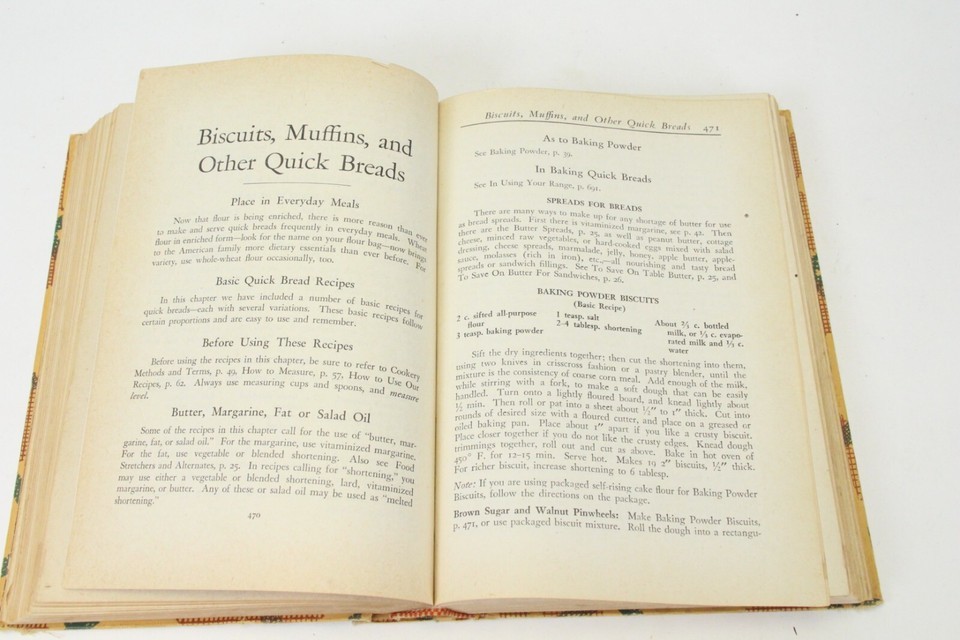 Biscuits, Muffins, and
Other Quick Breads
Place in Everyday Meals
Now that flour is being enriched, there is more reason than ever
to make and serve quick breads frequently in everyday meals. Wheat
flour in enriched form—look for the name on your flour bag—now brings
to the American family more dietary essentials than ever before. For
variety, use whole-wheat flour occasionally, too.
Basic Quick Bread Recipes
In this chapter we have included a number of basic recipes for
quick breads—each with several variations. These basic recipes follow
certain proportions and are easy to use and remember.
Before Using These Recipes
Before using the recipes in this chapter, be sure to refer to Cookery
Methods and Terms, p. 49, How to Measure, p. 57, How to Use Our
Recipes, p. 62. Always use measuring cups and spoons, and measure
level.
Butter, Margarine, Fat or Salad Oil
Some of the recipes in this chapter call for the use of "butter, mar-
garine, fat, or salad oil." For the margarine, use vitaminized margarine.
For the fat, use vegetable or blended shortening. Also see Food
Stretchers and Alternates, p. 25. In recipes calling for "shortening," you
may use either a vegetable or blended shortening, lard, vitaminized
margarine, or butter. Any of these or salad oil may be used as "melted
shortening."
470
Biscuits, Muffins, and Other Quick Breads 471
As to Baking Powder
See Baking Powder, p. 39.
In Baking Quick Breads
See In Using Your Range, p. 691.
SPREADS FOR BREADS
There are many ways to make up for any shortage of butter for use
as bread spreads. First there is vitaminized margarine, see p. 42. Then
there are the Butter Spreads, p. 25, as well as peanut butter, cottage
cheese, minced raw vegetables, or hard-cooked eggs mixed with salad
dressing, cheese spreads, marmalade, jelly, honey, apple butter, apple-
sauce, molasses (rich in iron), etc.,—all nourishing and tasty bread
spreads or sandwich fillings. See To Save On Table Butter, p. 25, and
To Save On Butter For Sandwiches, p. 26.
BAKING POWDER BISCUITS
(Basic Recipe)
2 c. sifted all-purpose
flour
3 teasp. baking powder
1 teasp. salt
2-4 tablesp. shortening
About ⅔ c. bottled
milk, or ⅓ c. evapo-
rated milk and ⅓ c.
water
Sift the dry ingredients together; then cut the shortening into them,
using two knives in crisscross fashion or a pastry blender, until the
mixture is the consistency of coarse corn meal. Add enough of the milk,
while stirring with a fork, to make a soft dough that can be easily
handled. Turn onto a lightly floured board, and knead lightly about
½ min. Then roll or pat into a sheet about ½" to 1" thick. Cut into
rounds of desired size with a floured cutter, and place on a greased or
oiled baking pan. Place about 1" apart if you like a crusty biscuit.
Place closer together if you do not like the crusty edges. Knead dough
trimmings together, roll out and cut as above. Bake in hot oven of
450° F. for 12-15 min. Serve hot. Makes 19 2" biscuits, ½" thick.
For richer biscuit, increase shortening to 6 tablesp.
Note: If you are using packaged self-rising cake flour for Baking Powder
Biscuits, follow the directions on the package.
Brown Sugar and Walnut Pinwheels: Make Baking Powder Biscuits,
p. 471, or use packaged biscuit mixture. Roll the dough into a rectangu-